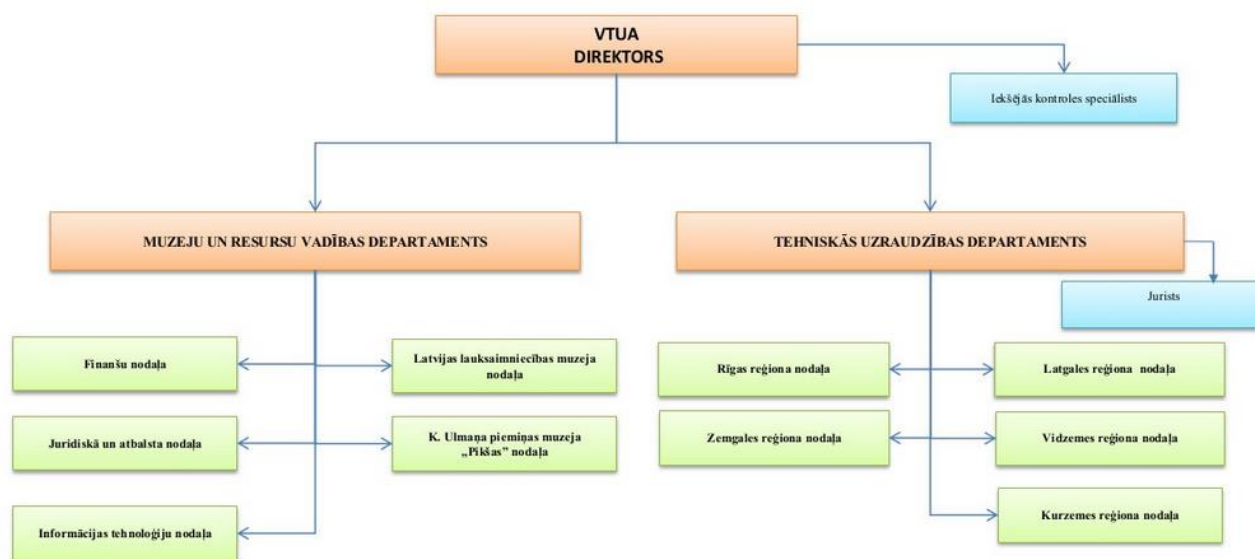 VTUA
DIREKTORS
Iekšējās kontroles speciālists
MUZEJU UN RESURSU VADĪBAS DEPARTAMENTS
TEHNISKĀS UZRAUDZĪBAS DEPARTAMENTS
Jurists
Finanšu nodaļa
Latvijas lauksaimniecības muzeja
nodaļa
Rīgas reģiona nodaļa
Latgales reģiona nodaļa
Juridiskā un atbalsta nodaļa
K. Ulmaņa piemiņas muzeja
„Pikšas” nodaļa
Zemgales reģiona nodaļa
Vidzemes reģiona nodaļa
Informācijas tehnoloģiju nodaļa
Kurzemes reģiona nodaļa